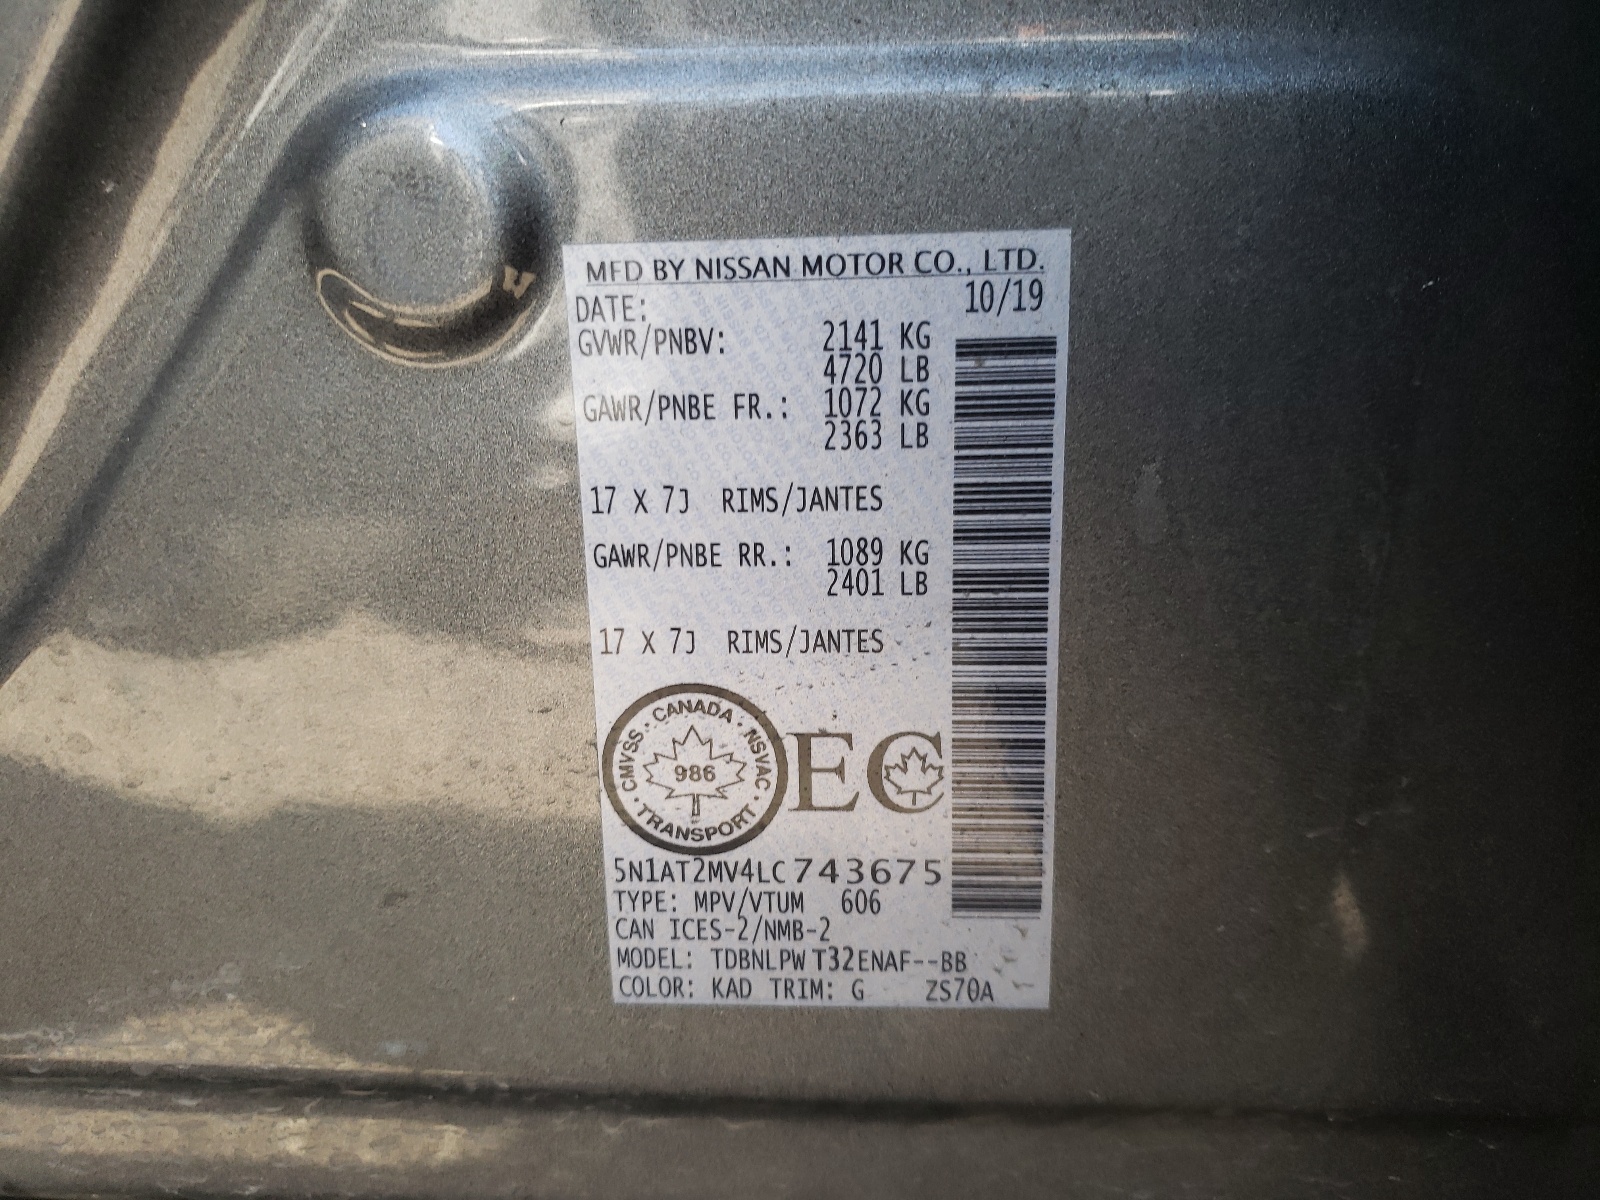 MFD BY NISSAN MOTOR CO., LTD.
DATE: 10/19
GVWR/PNBV: 2141 KG
4720 LB
GAWR/PNBE FR.: 1072 KG
2363 LB
17 X 7J RIMS/JANTES
GAWR/PNBE RR.: 1089 KG
2401 LB
17 X 7J RIMS/JANTES
CMVSS · CANADA · NSVAC · TRANSPORT ·
986
EC
5N1AT2MV4LC743675
TYPE: MPV/VTUM 606
CAN ICES-2/NMB-2
MODEL: TDBNLPW T32ENAF--BB
COLOR: KAD TRIM: G ZS70A